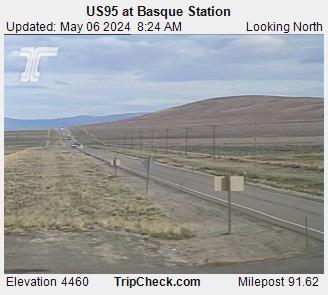 US95 at Basque Station
Updated: May 06 2024 8:24 AM Looking North
Elevation 4460 TripCheck.com Milepost 91.62